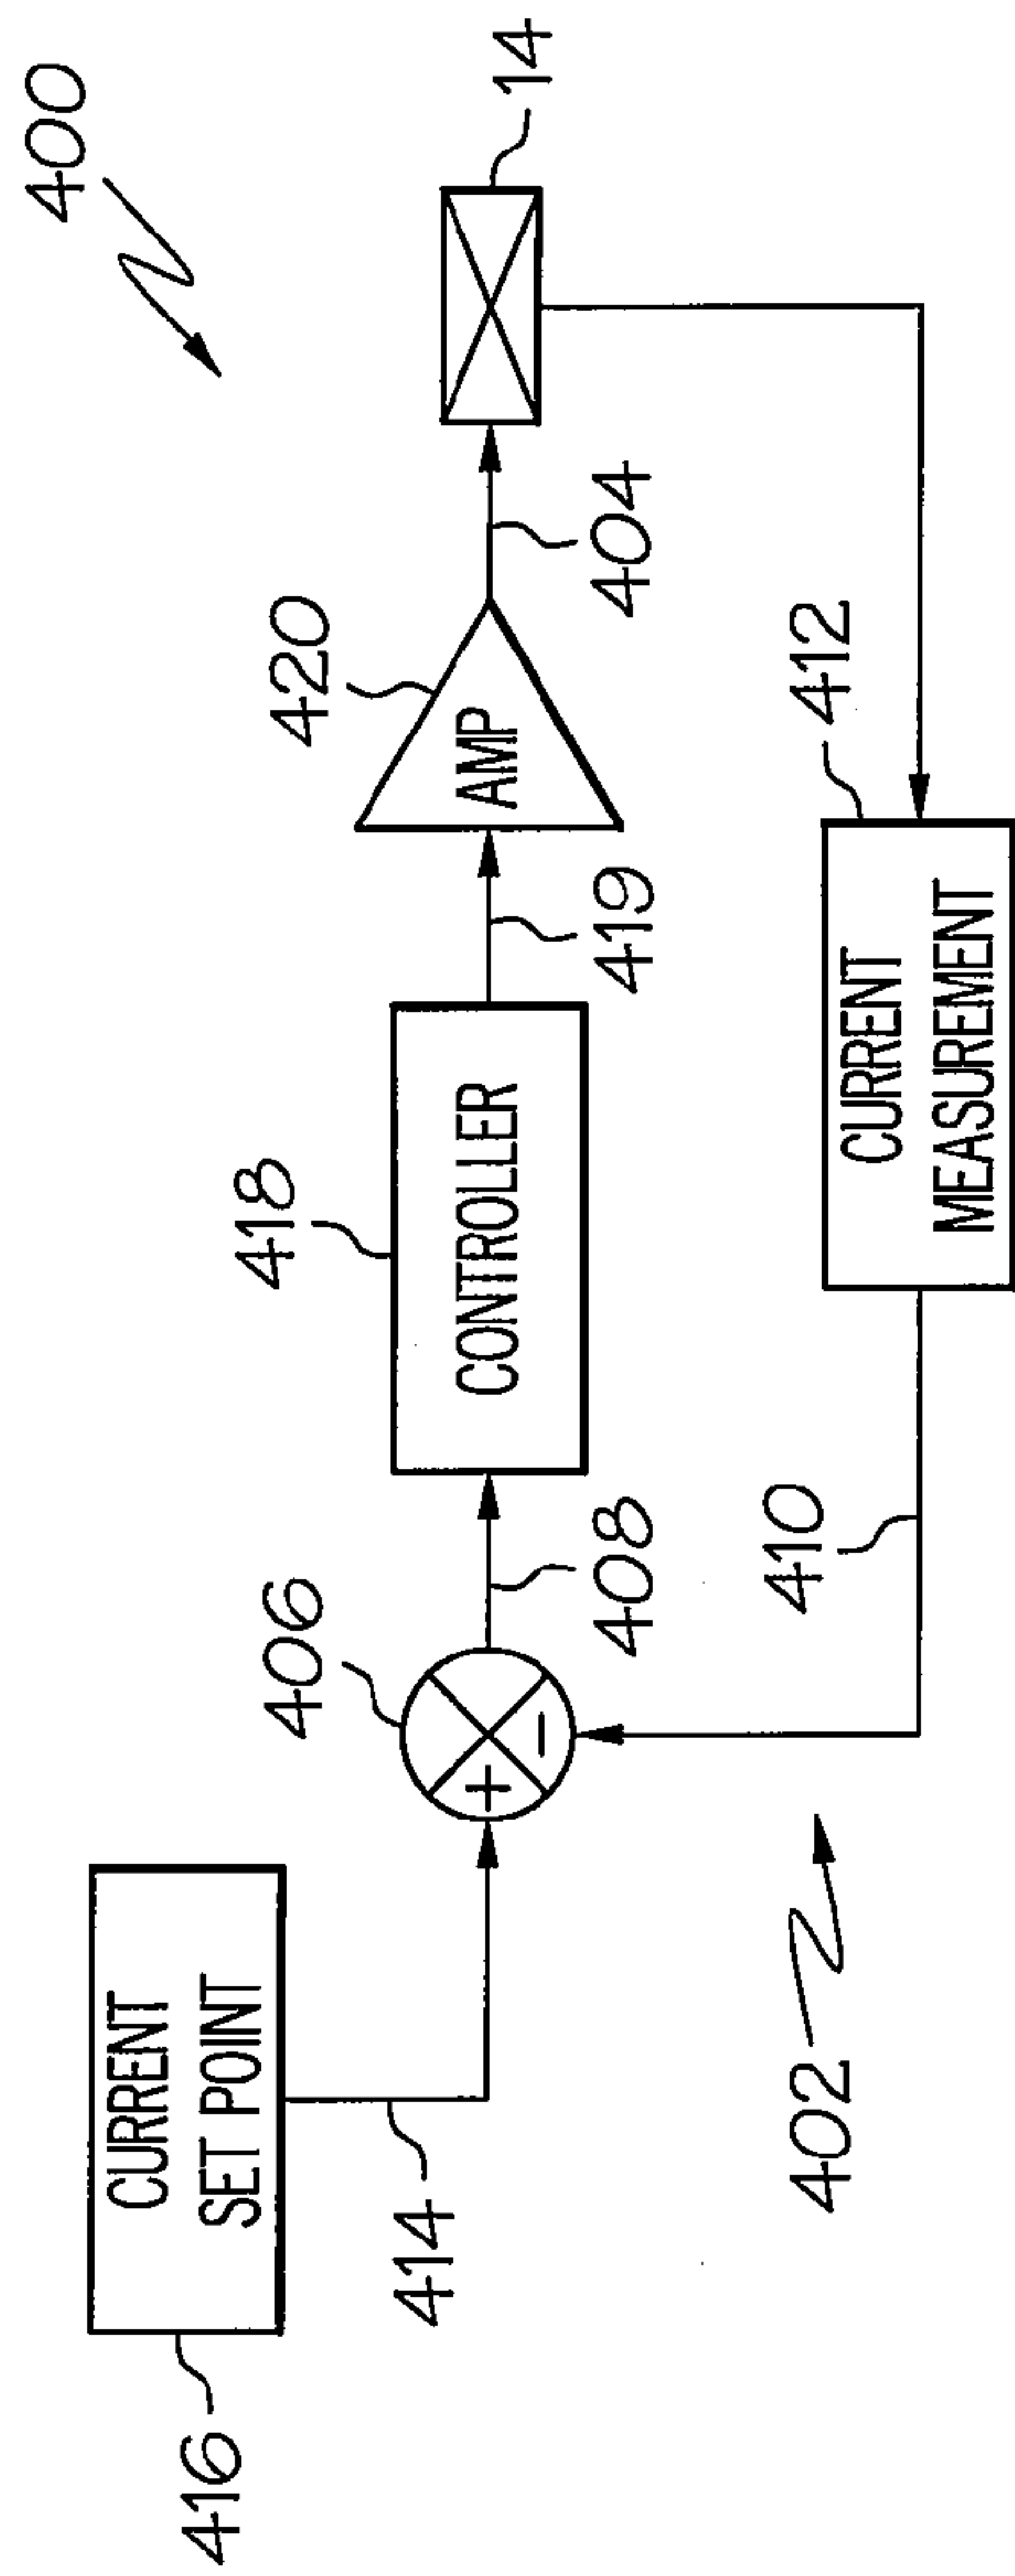 400
420
14
418
406
AMP
404
CURRENT
SET POINT
CONTROLLER
419
408
414
416
412
410
CURRENT
MEASUREMENT
402
+
−